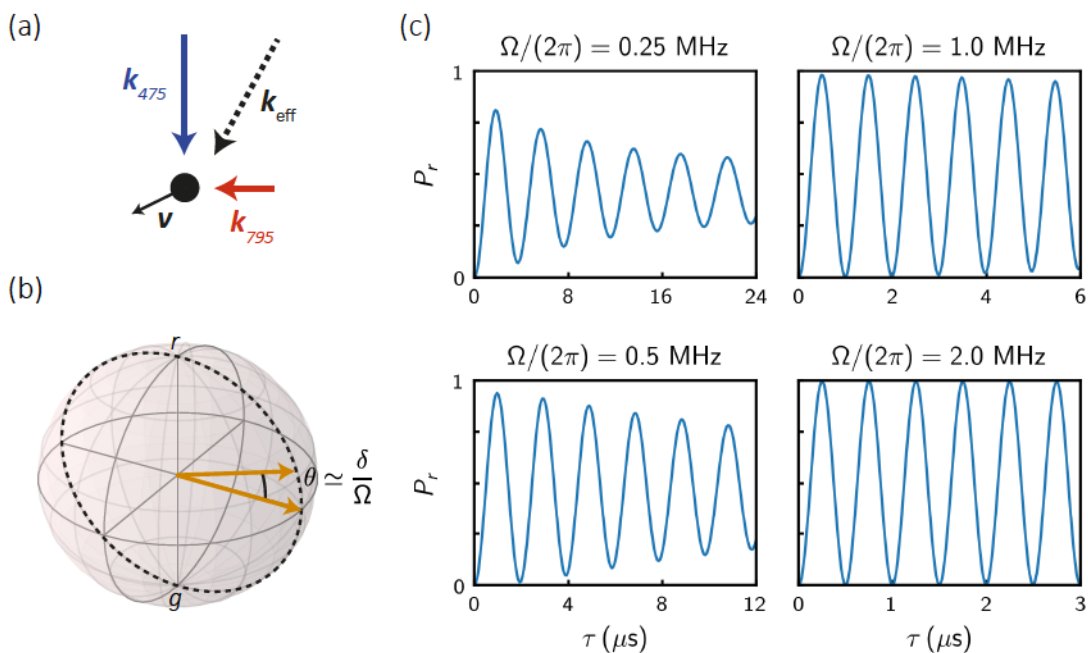 (a)
k475
keff
v
k795
(b)
r
θ ≃ δ/Ω
g
(c)
Ω/(2π) = 0.25 MHz
1
Pr
0
0 8 16 24
Ω/(2π) = 1.0 MHz
0 2 4 6
Ω/(2π) = 0.5 MHz
1
Pr
0
0 4 8 12
τ (μs)
Ω/(2π) = 2.0 MHz
0 1 2 3
τ (μs)